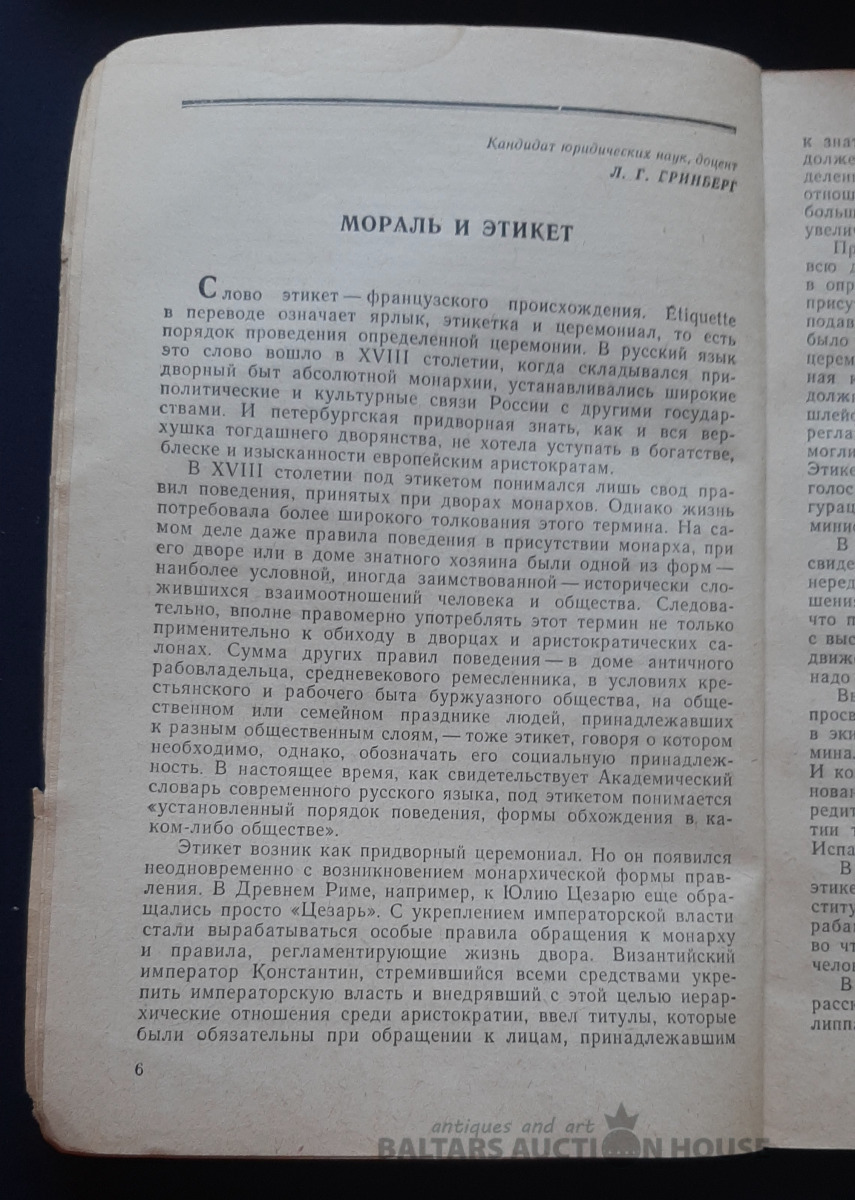 Кандидат юридических наук, доцент
Л. Г. ГРИНБЕРГ
МОРАЛЬ И ЭТИКЕТ
Слово этикет — французского происхождения. Étiquette
в переводе означает ярлык, этикетка и церемониал, то есть
порядок проведения определенной церемонии. В русский язык
это слово вошло в XVIII столетии, когда складывался при-
дворный быт абсолютной монархии, устанавливались широкие
политические и культурные связи России с другими государ-
ствами. И петербургская придворная знать, как и вся вер-
хушка тогдашнего дворянства, не хотела уступать в богатстве,
блеске и изысканности европейским аристократам.
В XVIII столетии под этикетом понимался лишь свод пра-
вил поведения, принятых при дворах монархов. Однако жизнь
потребовала более широкого толкования этого термина. На са-
мом деле даже правила поведения в присутствии монарха, при
его дворе или в доме знатного хозяина были одной из форм —
наиболее условной, иногда заимствованной — исторически сло-
жившихся взаимоотношений человека и общества. Следова-
тельно, вполне правомерно употреблять этот термин не только
применительно к обиходу в дворцах и аристократических са-
лонах. Сумма других правил поведения — в доме античного
рабовладельца, средневекового ремесленника, в условиях кре-
стьянского и рабочего быта буржуазного общества, на обще-
ственном или семейном празднике людей, принадлежавших
к разным общественным слоям, — тоже этикет, говоря о котором
необходимо, однако, обозначать его социальную принадлеж-
ность. В настоящее время, как свидетельствует Академический
словарь современного русского языка, под этикетом понимается
«установленный порядок поведения, формы обхождения в ка-
ком-либо обществе».
Этикет возник как придворный церемониал. Но он появился
неодновременно с возникновением монархической формы прав-
ления. В Древнем Риме, например, к Юлию Цезарю еще обра-
щались просто «Цезарь». С укреплением императорской власти
стали вырабатываться особые правила обращения к монарху
и правила, регламентирующие жизнь двора. Византийский
император Константин, стремившийся всеми средствами укре-
пить императорскую власть и внедрявший с этой целью иерар-
хические отношения среди аристократии, ввел титулы, которые
были обязательны при обращении к лицам, принадлежавшим
6
antiques and art
BALTARS AUCTION HOUSE